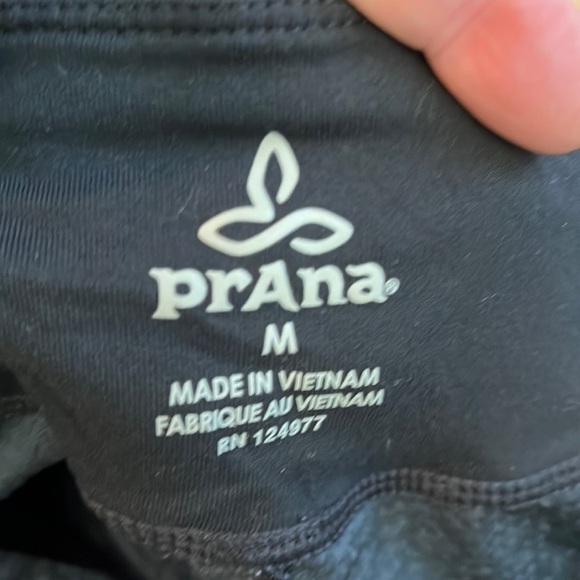 prAna®
M
MADE IN VIETNAM
FABRIQUE AU VIETNAM
RN 124977